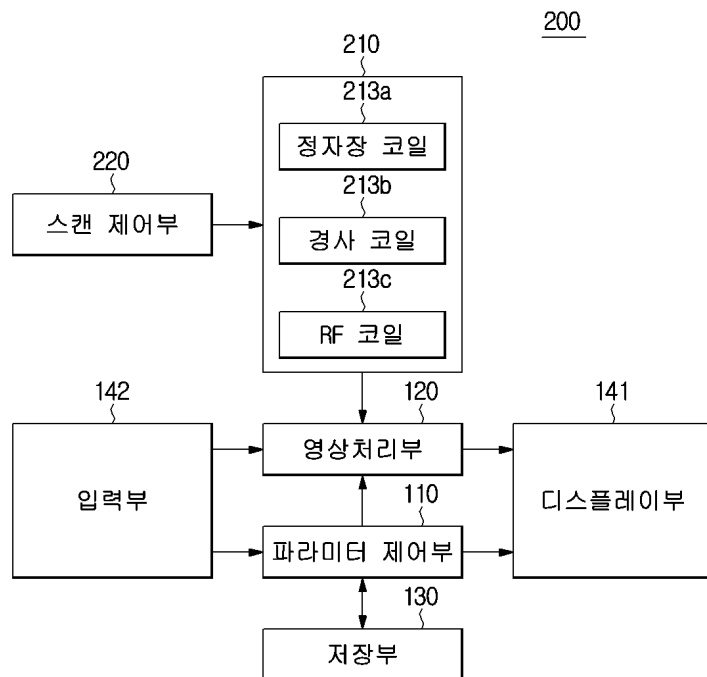 200
210
213a
정자장 코일
220
213b
스캔 제어부
경사 코일
213c
RF 코일
142
120
141
영상처리부
입력부
110
디스플레이부
파라미터 제어부
130
저장부